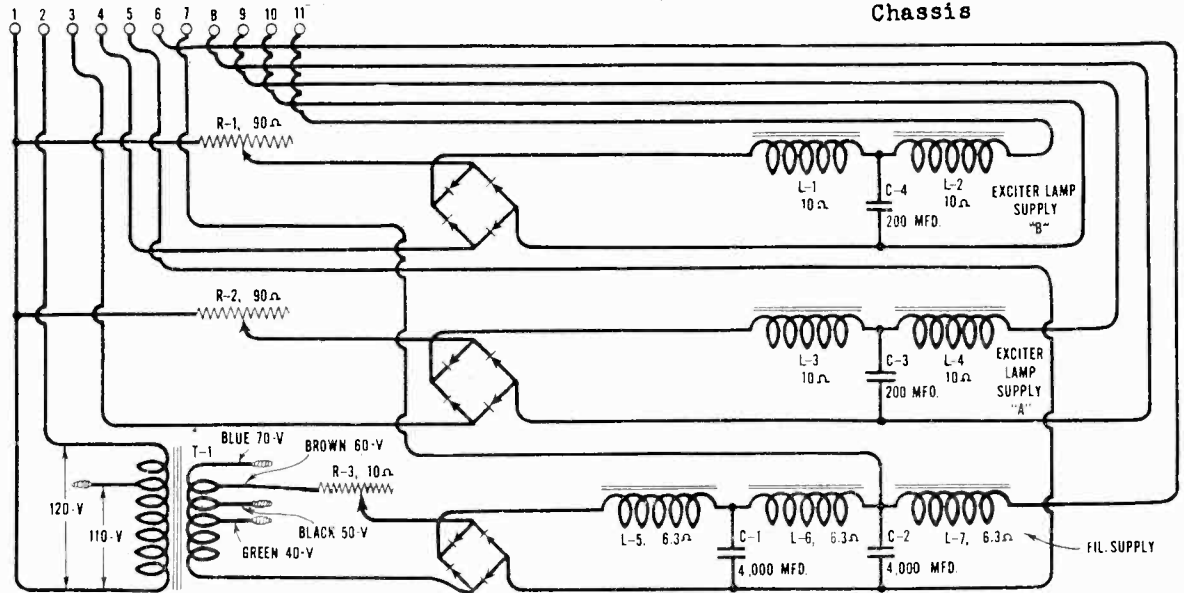 Chassis
1 2 3 4 5 6 7 8 9 10 11
R-1, 90Ω
L-1
10Ω
C-4
200 MFD.
L-2
10Ω
EXCITER LAMP
SUPPLY
"B"
R-2, 90Ω
L-3
10Ω
C-3
200 MFD.
L-4
10Ω
EXCITER
LAMP
SUPPLY
"A"
120-V
110-V
T-1
BLUE 70-V
BROWN 60-V
BLACK 50-V
GREEN 40-V
R-3, 10Ω
L-5, 6.3Ω
C-1
4,000 MFD.
L-6, 6.3Ω
C-2
4,000 MFD.
L-7, 6.3Ω
FIL. SUPPLY